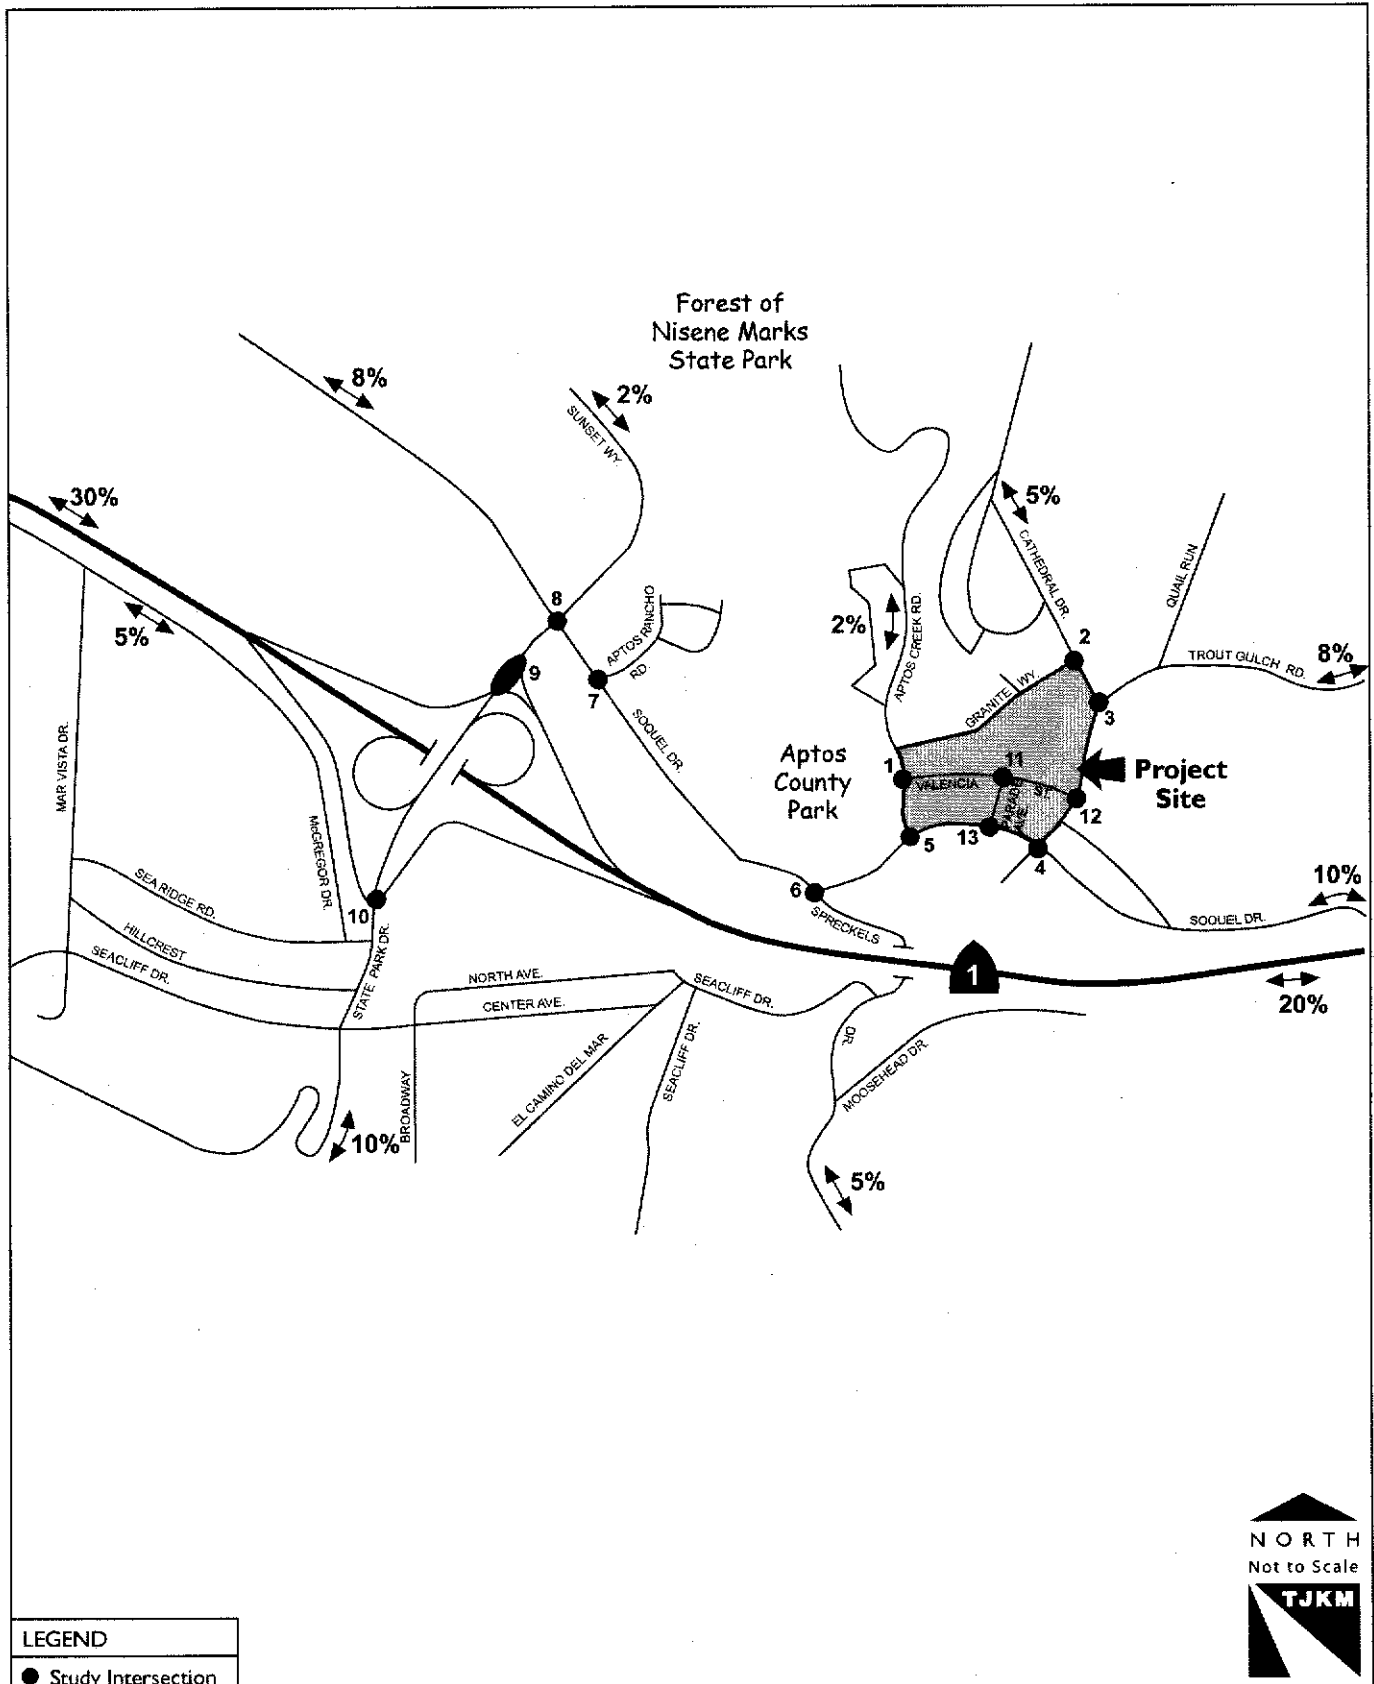 Forest of
Nisene Marks
State Park
8%
2%
SUNSET WY.
30%
5%
CATHEDRAL DR.
QUAIL RUN
8
5%
2%
APTOS CREEK RD.
APTOS RANCHO
RD.
9
7
2
TROUT GULCH RD.
8%
3
GRANITE WY.
SOQUEL DR.
MAR VISTA DR.
Aptos
County
Park
1
VALENCIA
ST.
11
PARADE
AVE.
Project
Site
12
13
5
4
McGREGOR DR.
SEA RIDGE RD.
10
6
SPRECKELS
10%
SOQUEL DR.
HILLCREST
SEACLIFF DR.
STATE PARK DR.
NORTH AVE.
CENTER AVE.
SEACLIFF DR.
1
20%
DR.
MOOSEHEAD DR.
EL CAMINO DEL MAR
SEACLIFF DR.
BROADWAY
10%
5%
NORTH
Not to Scale
TJKM
LEGEND
Study Intersection